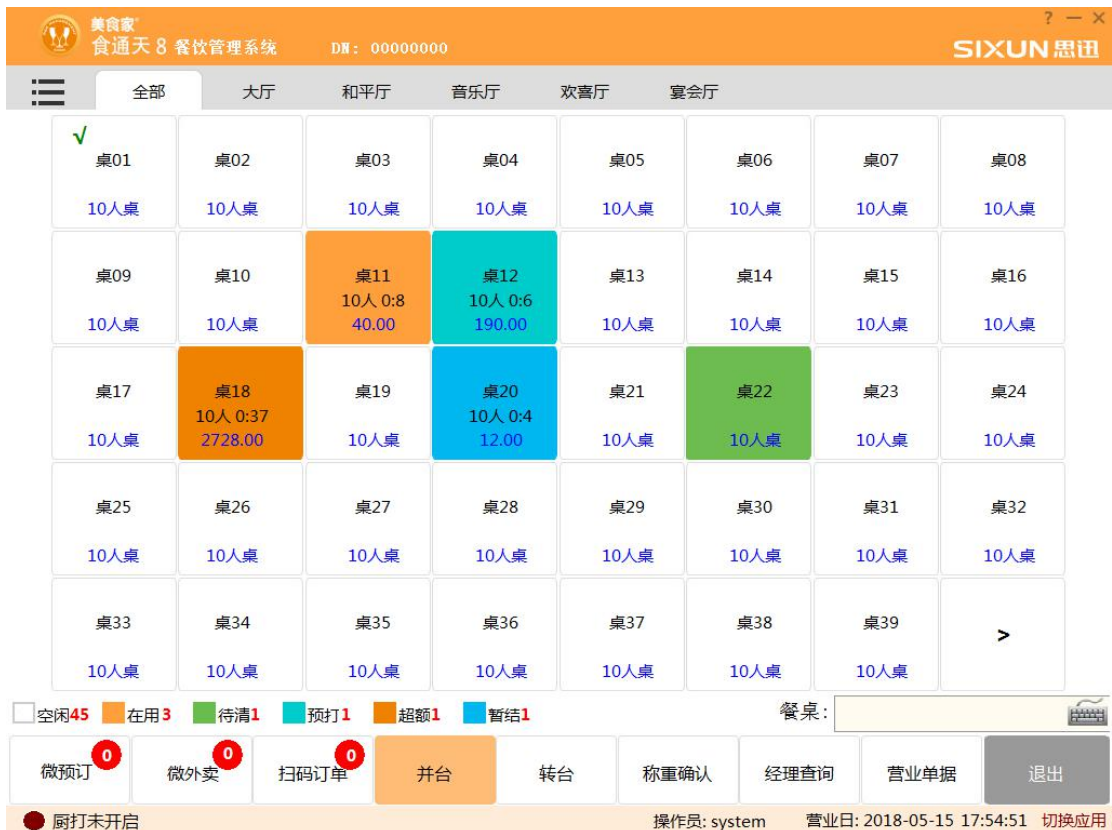 ? — ×
美食家
食通天 8 餐饮管理系统 DN: 00000000
SIXUN 思迅
全部 大厅 和平厅 音乐厅 欢喜厅 宴会厅
√
桌01 桌02 桌03 桌04 桌05 桌06 桌07 桌08
10人桌 10人桌 10人桌 10人桌 10人桌 10人桌 10人桌 10人桌
桌09 桌10 桌11 桌12 桌13 桌14 桌15 桌16
10人 0:8 10人 0:6
10人桌 10人桌 40.00 190.00 10人桌 10人桌 10人桌 10人桌
桌17 桌18 桌19 桌20 桌21 桌22 桌23 桌24
10人 0:37 10人 0:4
10人桌 2728.00 10人桌 12.00 10人桌 10人桌 10人桌 10人桌
桌25 桌26 桌27 桌28 桌29 桌30 桌31 桌32
10人桌 10人桌 10人桌 10人桌 10人桌 10人桌 10人桌 10人桌
桌33 桌34 桌35 桌36 桌37 桌38 桌39 >
10人桌 10人桌 10人桌 10人桌 10人桌 10人桌 10人桌
空闲45 在用3 待清1 预打1 超额1 暂结1 餐桌:
微预订 0 微外卖 0 扫码订单 0 并台 转台 称重确认 经理查询 营业单据 退出
厨打未开启 操作员: system 营业日: 2018-05-15 17:54:51 切换应用